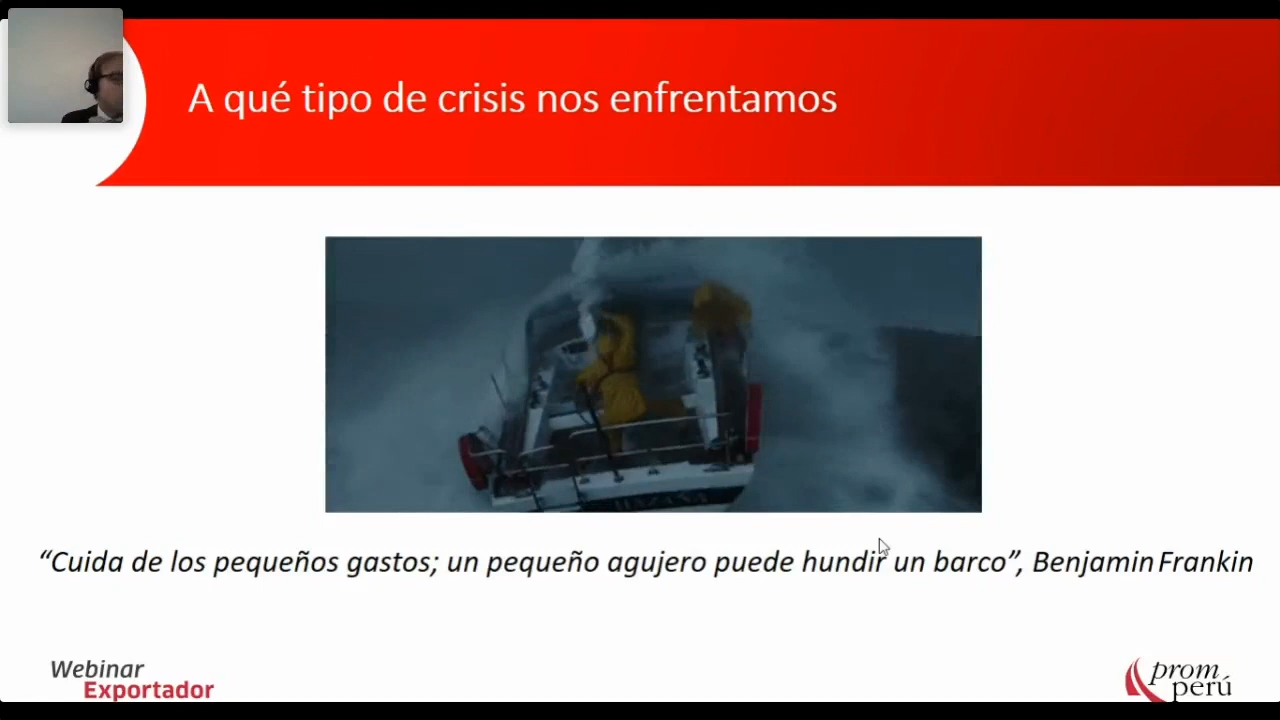 A qué tipo de crisis nos enfrentamos
“Cuida de los pequeños gastos; un pequeño agujero puede hundir un barco”, Benjamin Frankin
Webinar
Exportador
prom
perú